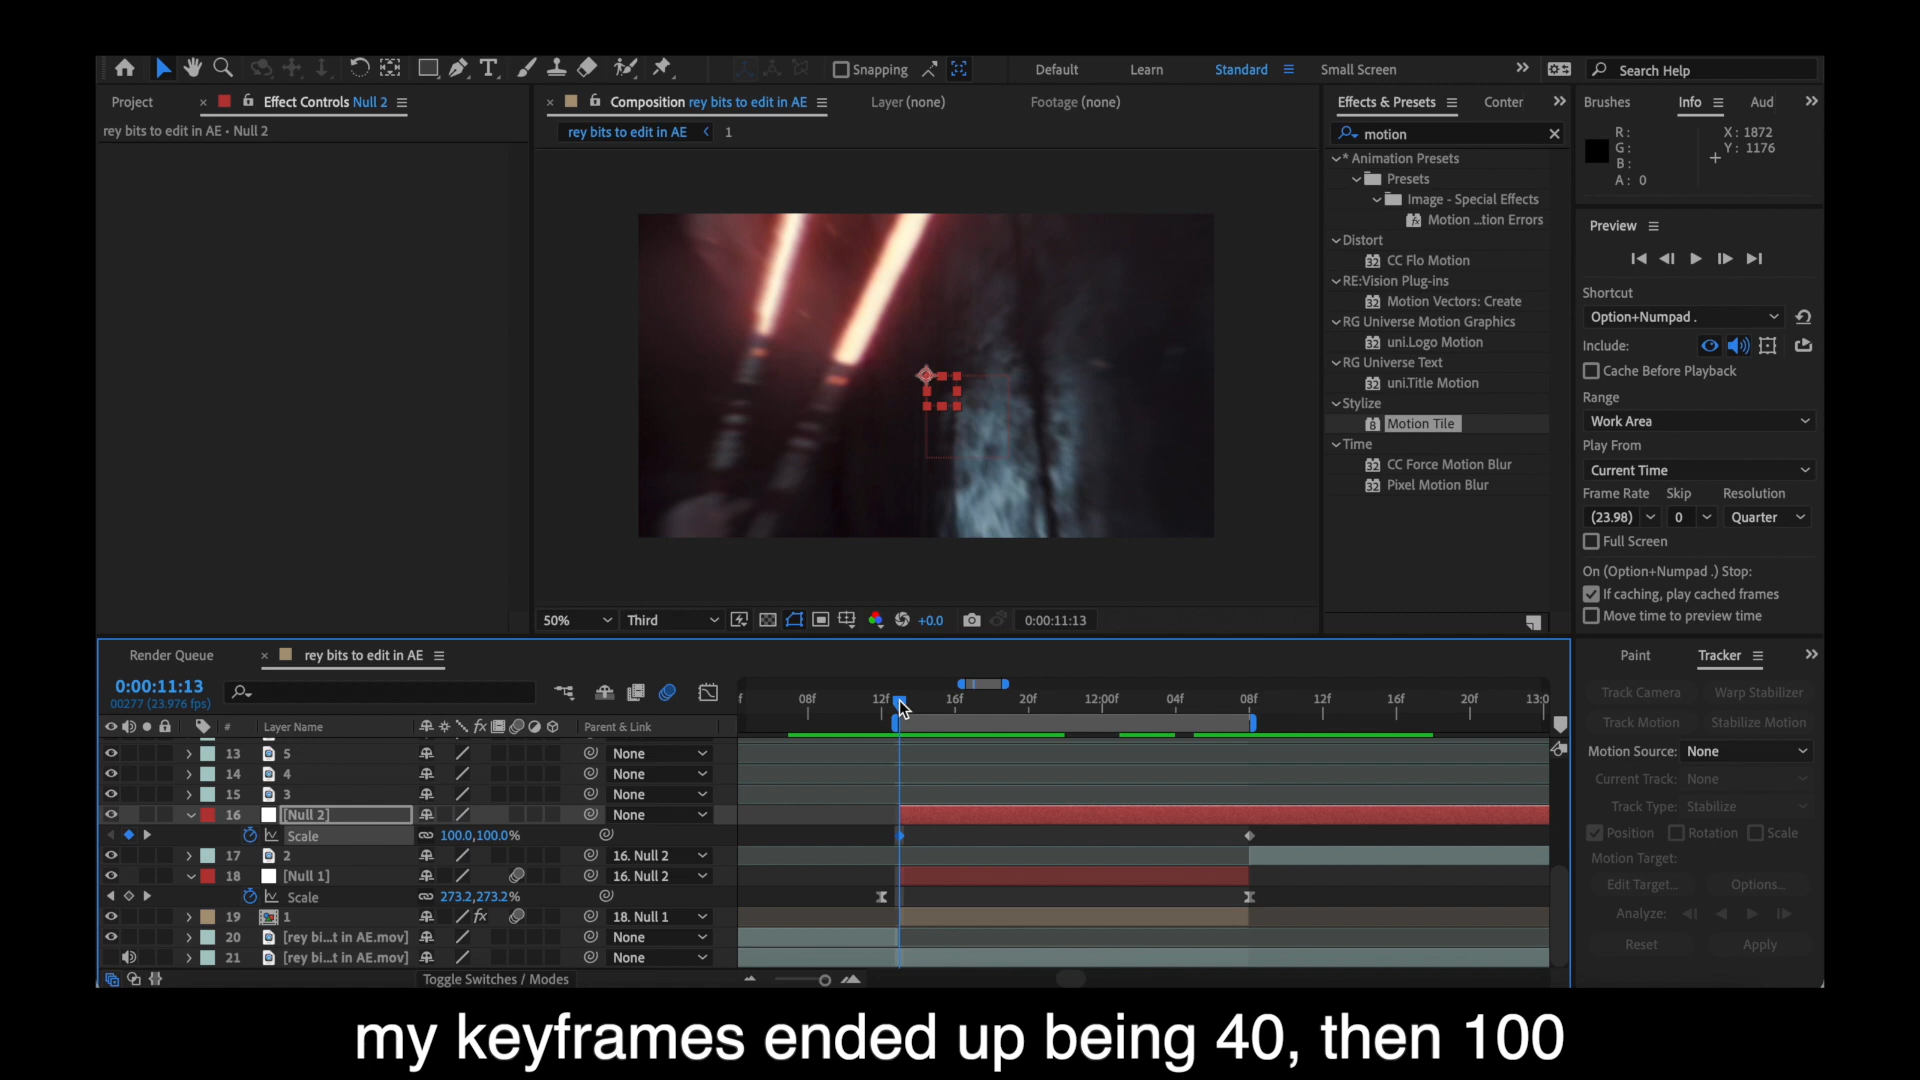 Snapping
Default
Learn
Standard
Small Screen
Search Help
Project
Effect Controls Null 2
Composition rey bits to edit in AE
Layer (none)
Footage (none)
Effects & Presets
Conter
Brushes
Info
Aud
rey bits to edit in AE • Null 2
rey bits to edit in AE
1
motion
R:
G:
B:
A: 0
X: 1872
Y: 1176
* Animation Presets
Presets
Image - Special Effects
Motion ...tion Errors
Distort
CC Flo Motion
RE:Vision Plug-ins
Motion Vectors: Create
RG Universe Motion Graphics
uni.Logo Motion
RG Universe Text
uni.Title Motion
Stylize
Motion Tile
Time
CC Force Motion Blur
Pixel Motion Blur
Preview
Shortcut
Option+Numpad .
Include:
Cache Before Playback
Range
Work Area
Play From
Current Time
Frame Rate Skip Resolution
(23.98) 0 Quarter
Full Screen
On (Option+Numpad .) Stop:
If caching, play cached frames
Move time to preview time
50%
Third
+0.0
0:00:11:13
Render Queue
rey bits to edit in AE
Paint
Tracker
0:00:11:13
00277 (23.976 fps)
f 08f 12f 16f 20f 12:00f 04f 08f 12f 16f 20f 13:0
# Layer Name
Parent & Link
13 5 None
14 4 None
15 3 None
16 [Null 2] None
Scale 100.0,100.0%
17 2 16. Null 2
18 [Null 1] 16. Null 2
Scale 273.2,273.2%
19 1 18. Null 1
20 [rey bi...t in AE.mov] None
21 [rey bi...t in AE.mov] None
Toggle Switches / Modes
Track Camera Warp Stabilizer
Track Motion Stabilize Motion
Motion Source: None
Current Track: None
Track Type: Stabilize
Position Rotation Scale
Motion Target:
Edit Target... Options...
Analyze:
Reset Apply
my keyframes ended up being 40, then 100